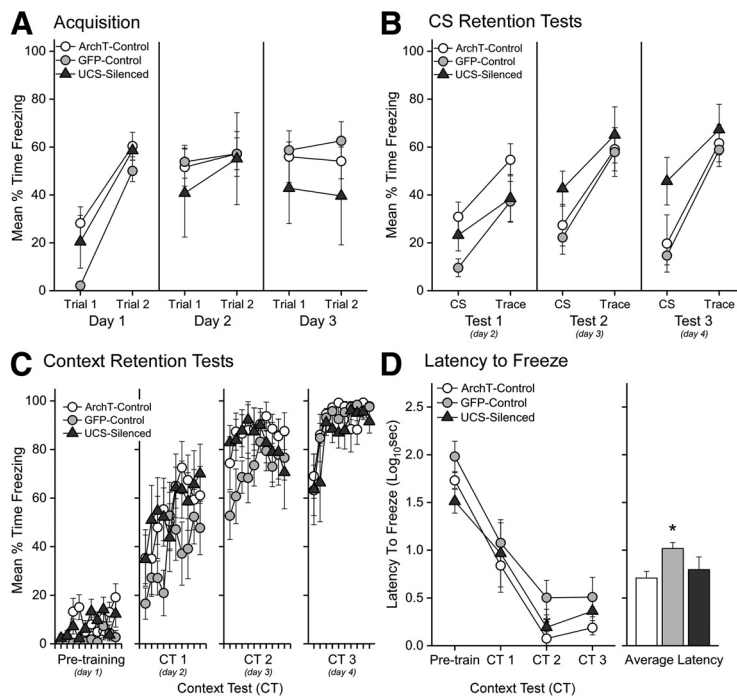 A Acquisition
ArchT-Control
GFP-Control
UCS-Silenced
Mean % Time Freezing
100
80
60
40
20
0
Trial 1 Trial 2 Trial 1 Trial 2 Trial 1 Trial 2
Day 1 Day 2 Day 3
B CS Retention Tests
ArchT-Control
GFP-Control
UCS-Silenced
Mean % Time Freezing
100
80
60
40
20
0
CS Trace CS Trace CS Trace
Test 1 Test 2 Test 3
(day 2) (day 3) (day 4)
C Context Retention Tests
ArchT-Control
GFP-Control
UCS-Silenced
Mean % Time Freezing
100
80
60
40
20
0
Pre-training CT 1 CT 2 CT 3
(day 1) (day 2) (day 3) (day 4)
Context Test (CT)
D Latency to Freeze
ArchT-Control
GFP-Control
UCS-Silenced
Latency To Freeze (Log10sec)
2.5
2.0
1.5
1.0
0.5
0.0
*
Pre-train CT 1 CT 2 CT 3 Average Latency
Context Test (CT)